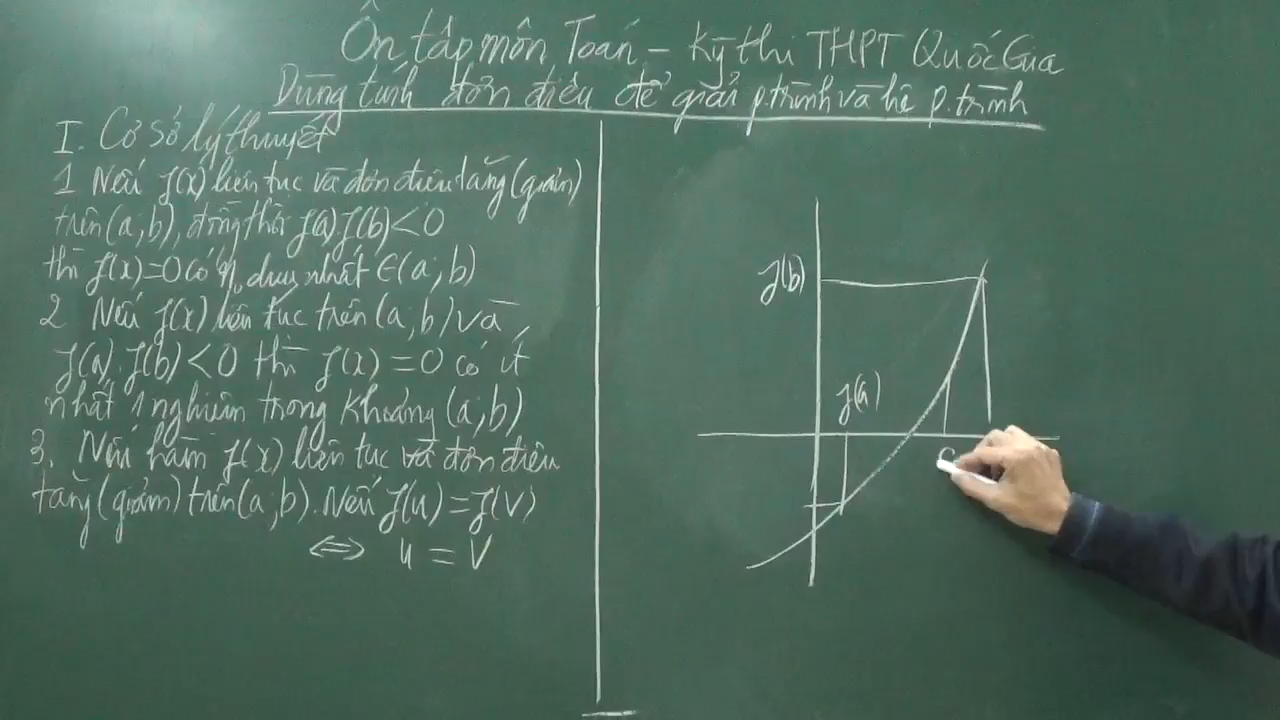 Ôn tập môn Toán – Kỳ thi THPT Quốc Gia
Dùng tính đơn điệu để giải p.trình và hệ p.trình
I. Cơ sở lý thuyết
1 Nếu f(x) liên tục và đơn điệu tăng (giảm)
trên (a;b), đồng thời f(a).f(b)<0
thì f(x)=0 có n0 duy nhất ∈(a;b)
2 Nếu f(x) liên tục trên (a,b) và
f(a).f(b)<0 thì f(x)=0 có ít
nhất 1 nghiệm trong khoảng (a;b)
3. Nếu hàm f(x) liên tục và đơn điệu
tăng (giảm) trên (a;b). Nếu f(u)=f(v)
⇔ u = v
f(b)
f(a)